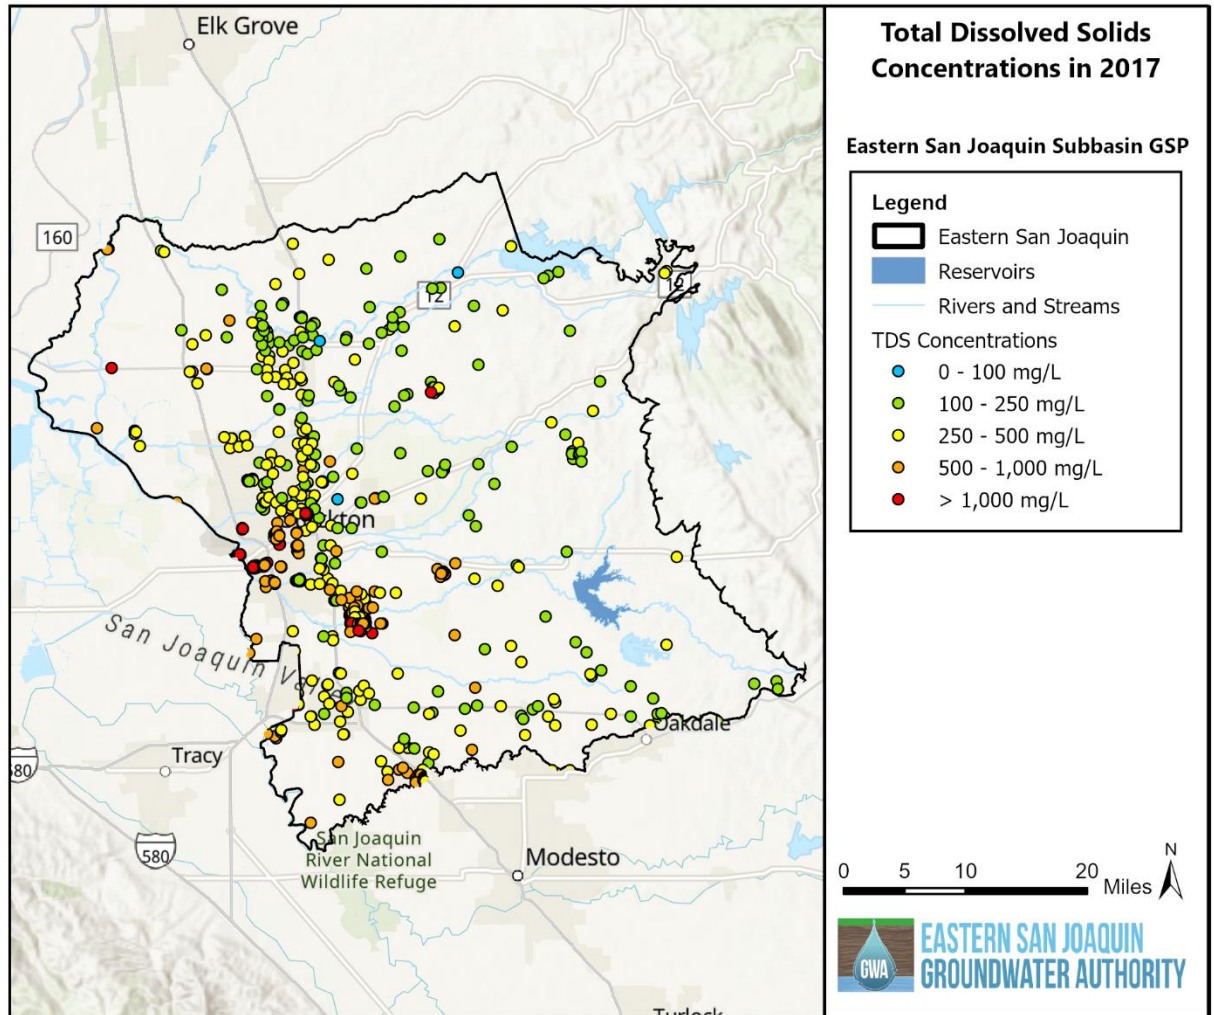 Elk Grove
160
12
12
ckton
San Joaquin Va
Tracy
580
580
Oakdale
San Joaquin
River National
Wildlife Refuge
Modesto
Turlock
Total Dissolved Solids
Concentrations in 2017
Eastern San Joaquin Subbasin GSP
Legend
Eastern San Joaquin
Reservoirs
Rivers and Streams
TDS Concentrations
0 - 100 mg/L
100 - 250 mg/L
250 - 500 mg/L
500 - 1,000 mg/L
> 1,000 mg/L
N
0 5 10 20 Miles
GWA
EASTERN SAN JOAQUIN
GROUNDWATER AUTHORITY